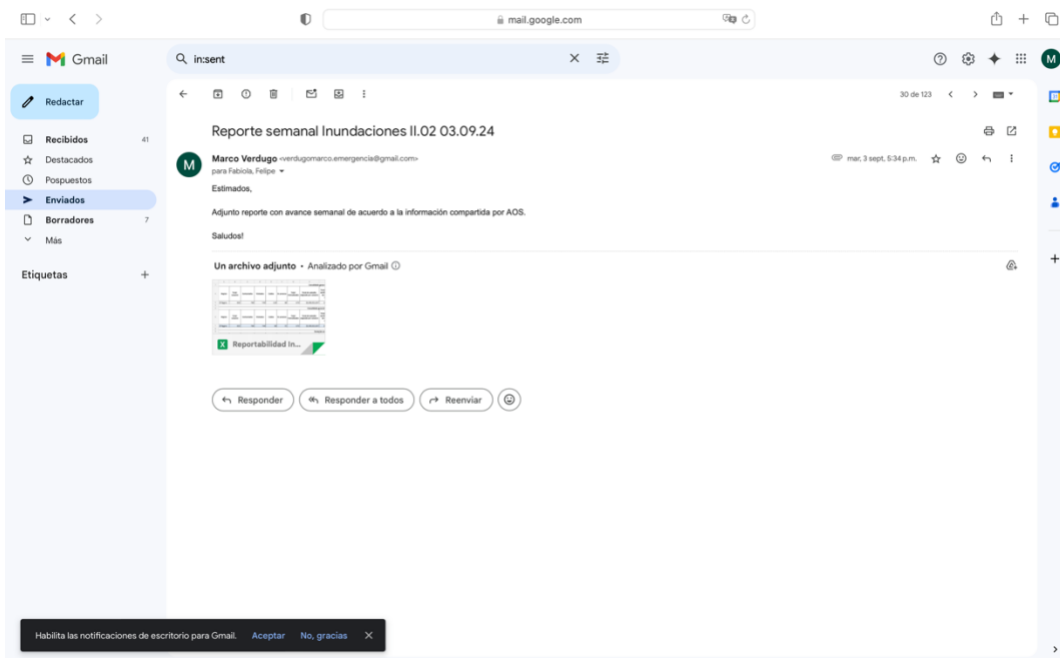 mail.google.com
Gmail
in:sent
M
Redactar
30 de 123
Recibidos 41
Destacados
Pospuestos
Enviados
Borradores 7
Más
Etiquetas
Reporte semanal Inundaciones II.02 03.09.24
M
Marco Verdugo <verdugomarco.emergencia@gmail.com>
mar, 3 sept, 5:34 p.m.
para Fabiola, Felipe
Estimados,
Adjunto reporte con avance semanal de acuerdo a la información compartida por AOS.
Saludos!
Un archivo adjunto • Analizado por Gmail
X Reportabilidad In...
Responder
Responder a todos
Reenviar
Habilita las notificaciones de escritorio para Gmail. Aceptar No, gracias